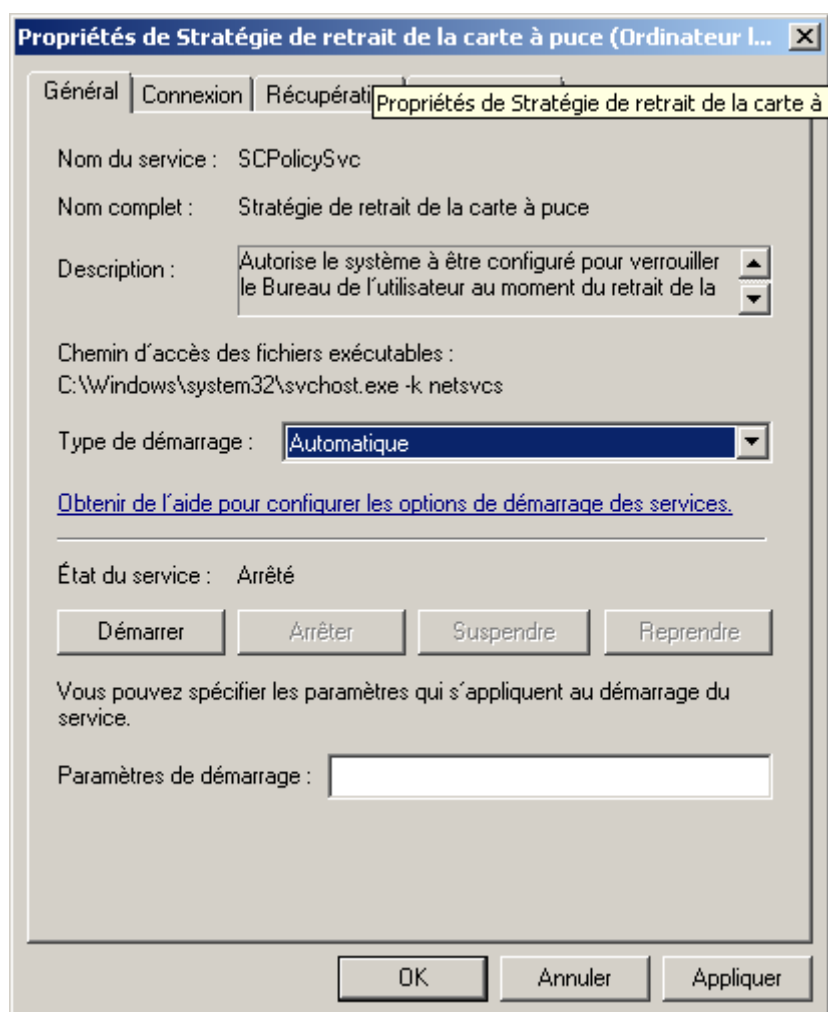 Propriétés de Stratégie de retrait de la carte à puce (Ordinateur l...
Général Connexion Récupérati
Propriétés de Stratégie de retrait de la carte à
Nom du service : SCPolicySvc
Nom complet : Stratégie de retrait de la carte à puce
Description : Autorise le système à être configuré pour verrouiller
le Bureau de l'utilisateur au moment du retrait de la
Chemin d'accès des fichiers exécutables :
C:\Windows\system32\svchost.exe -k netsvcs
Type de démarrage : Automatique
Obtenir de l'aide pour configurer les options de démarrage des services.
État du service : Arrêté
Démarrer Arrêter Suspendre Reprendre
Vous pouvez spécifier les paramètres qui s'appliquent au démarrage du
service.
Paramètres de démarrage :
OK Annuler Appliquer